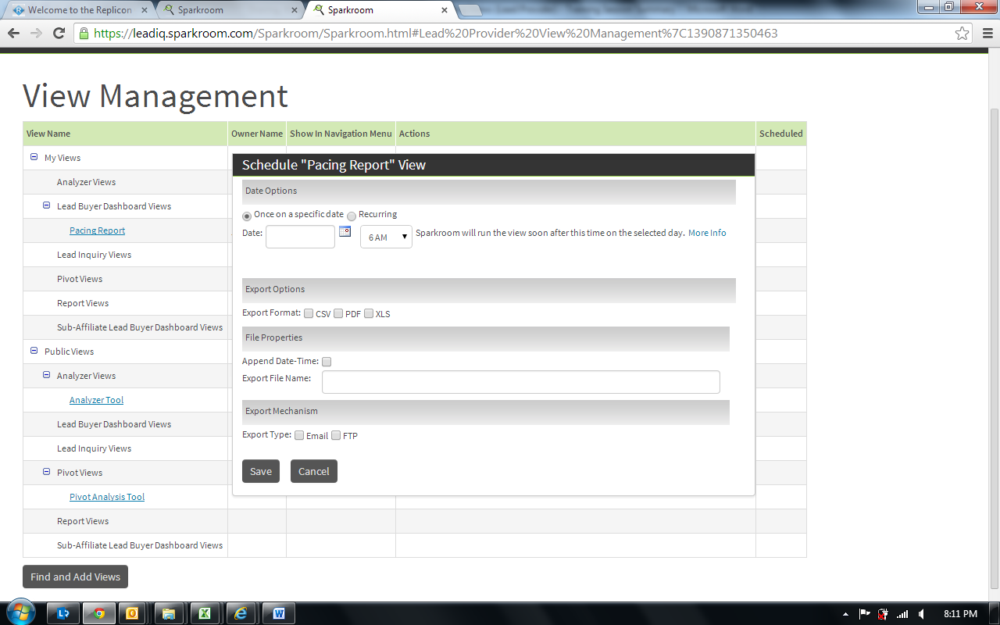 Welcome to the Replicon
Sparkroom
Sparkroom
https://leadiq.sparkroom.com/Sparkroom/Sparkroom.html#Lead%20Provider%20View%20Management%7C1390871350463
View Management
View Name Owner Name Show In Navigation Menu Actions Scheduled
My Views
Analyzer Views
Lead Buyer Dashboard Views
Pacing Report
Lead Inquiry Views
Pivot Views
Report Views
Sub-Affiliate Lead Buyer Dashboard Views
Public Views
Analyzer Views
Analyzer Tool
Lead Buyer Dashboard Views
Lead Inquiry Views
Pivot Views
Pivot Analysis Tool
Report Views
Sub-Affiliate Lead Buyer Dashboard Views
Schedule "Pacing Report" View
Date Options
Once on a specific date Recurring
Date: 6 AM Sparkroom will run the view soon after this time on the selected day. More Info
Export Options
Export Format: CSV PDF XLS
File Properties
Append Date-Time:
Export File Name:
Export Mechanism
Export Type: Email FTP
Save Cancel
Find and Add Views
8:11 PM